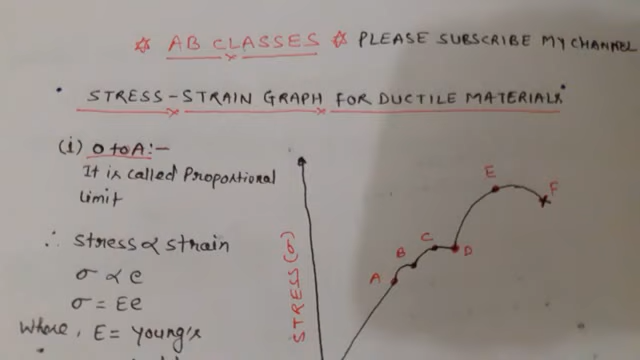 ☆ AB CLASSES ☆ PLEASE SUBSCRIBE MY CHANNEL
STRESS-STRAIN GRAPH FOR DUCTILE MATERIALS
(i) O to A:-
It is called Proportional
limit
∴ stress ∝ strain
σ ∝ e
σ = Ee
Where, E = Young's
STRESS (σ)
A
B
C
D
E
F